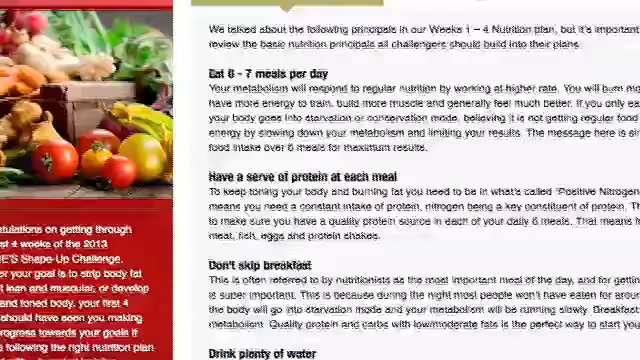 We talked about the following principals in our Weeks 1 – 4 Nutrition plan, but it's important
review the basic nutrition principals all challengers should build into their plans.
Eat 6 - 7 meals per day
Your metabolism will respond to regular nutrition by working at higher rate. You will burn mo
have more energy to train, build more muscle and generally feel much better. If you only ea
your body goes into starvation or conservation mode, believing it is not getting regular food
energy by slowing down your metabolism and limiting your results. The message here is sim
food intake over 6 meals for maximum results.
Have a serve of protein at each meal
To keep toning your body and burning fat you need to be in what's called 'Positive Nitrogen
means you need a constant intake of protein, nitrogen being a key constituent of protein. Th
to make sure you have a quality protein source in each of your daily 6 meals. That means
meat, fish, eggs and protein shakes.
Don't skip breakfast
This is often referred to by nutritionists as the most important meal of the day, and for gettin
is super important. This is because during the night most people won't have eaten for aroun
the body will go into starvation mode and your metabolism will be running slowly. Breakfast
metabolism. Quality protein and carbs with low/moderate fats is the perfect way to start you
Drink plenty of water
tulations on getting through
st 4 weeks of the 2013
E'S Shape-Up Challenge.
er your goal is to strip body fat
t lean and muscular, or develop
and toned body, your first 4
should have seen you making
rogress towards your goals if
s following the right nutrition plan